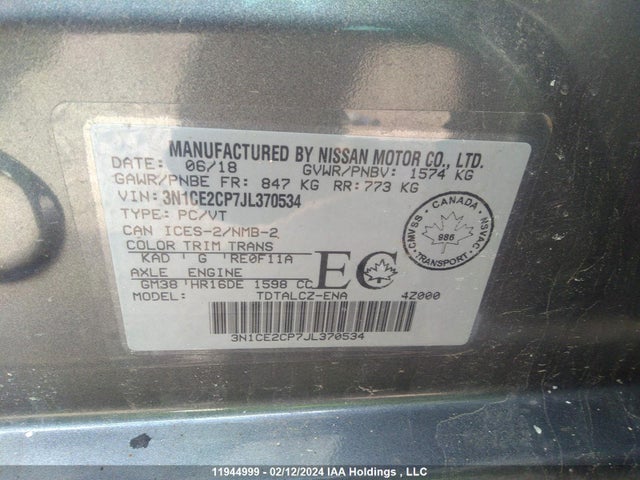 MANUFACTURED BY NISSAN MOTOR CO., LTD.
DATE: 06/18 GVWR/PNBV: 1574 KG
GAWR/PNBE FR: 847 KG RR: 773 KG
VIN: 3N1CE2CP7JL370534
TYPE: PC/VT
CAN ICES-2/NMB-2
COLOR TRIM TRANS
KAD ' G ' RE0F11A
AXLE ENGINE
GM38 ' HR16DE 1598 CC
EC
MODEL: TDTALCZ-ENA 4Z000
3N1CE2CP7JL370534
CANADA
CMVSS NSVAC
986
TRANSPORT
11944999 - 02/12/2024 IAA Holdings , LLC